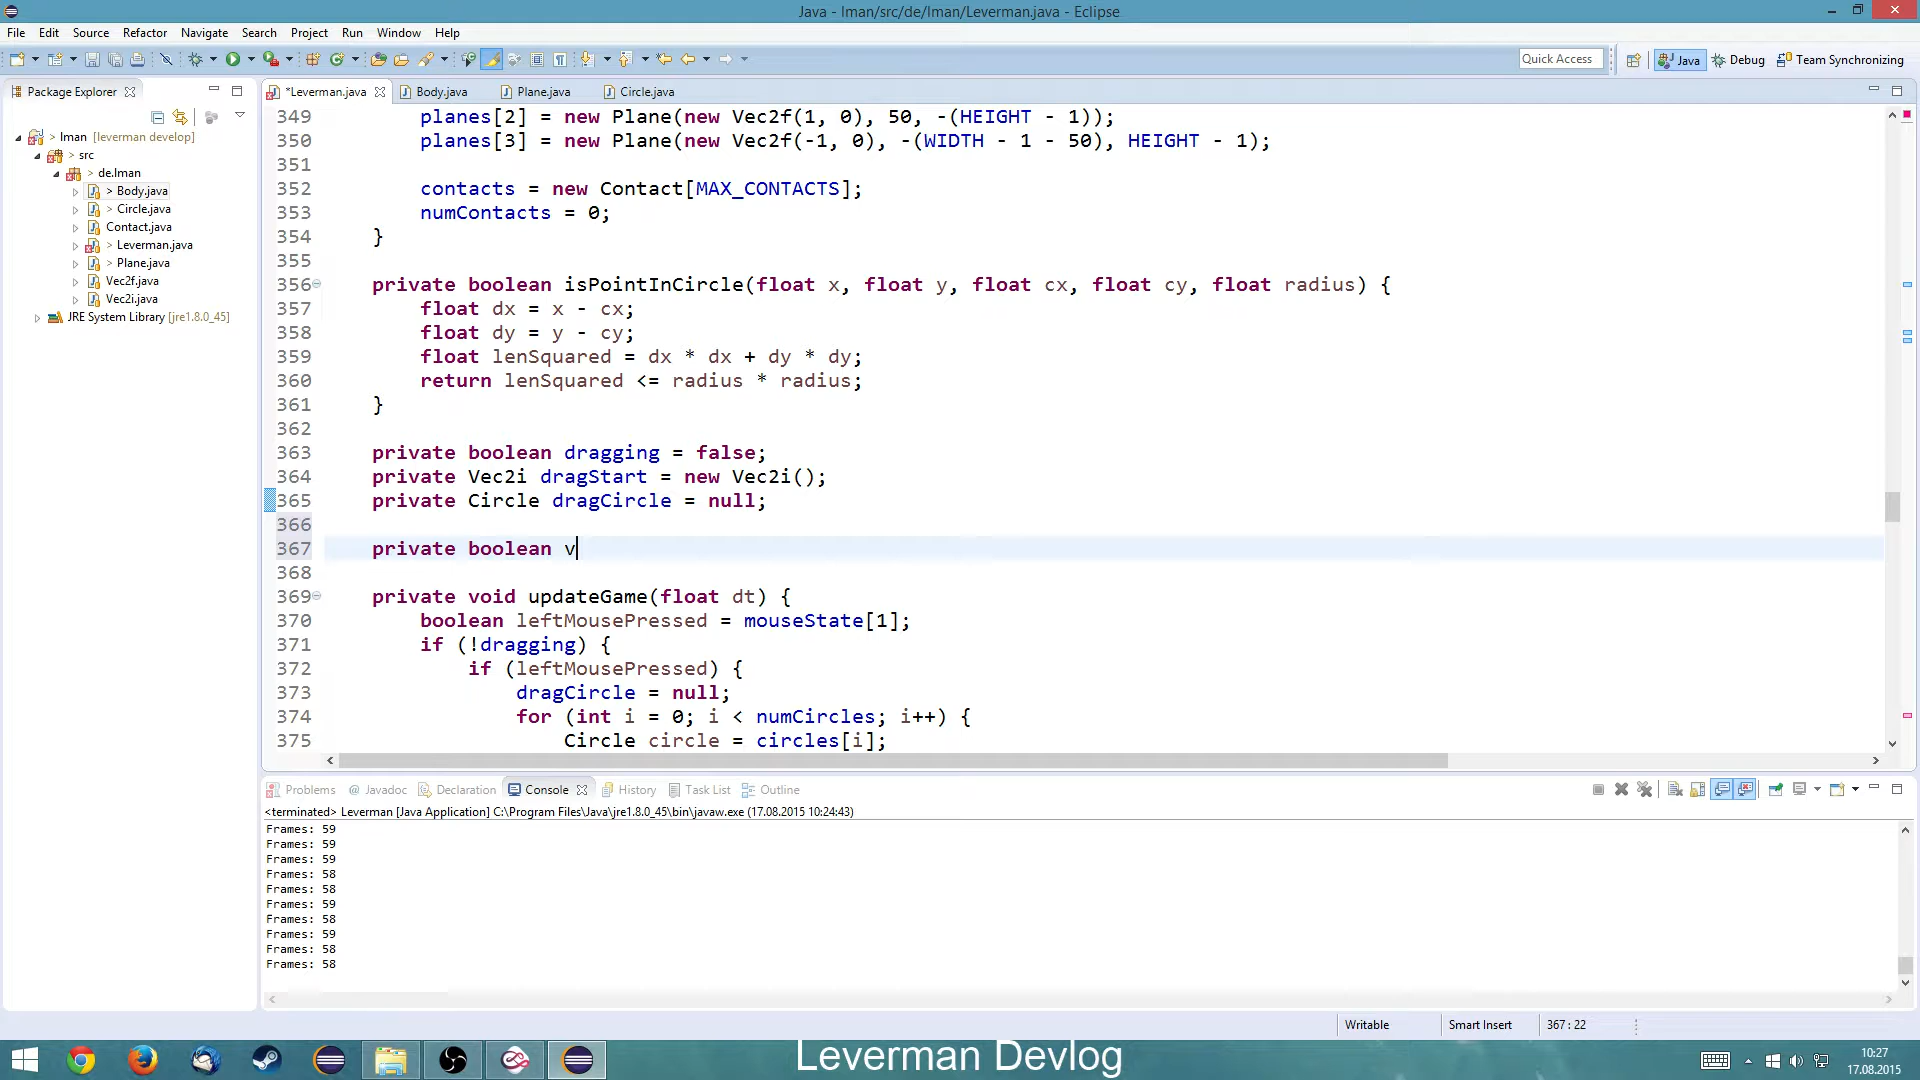 Java - lman/src/de/lman/Leverman.java - Eclipse
File Edit Source Refactor Navigate Search Project Run Window Help
Quick Access
Java
Debug
Team Synchronizing
Package Explorer
*Leverman.java
Body.java
Plane.java
Circle.java
> lman [leverman develop]
> src
> de.lman
> Body.java
> Circle.java
Contact.java
> Leverman.java
> Plane.java
Vec2f.java
Vec2i.java
JRE System Library [jre1.8.0_45]
349 planes[2] = new Plane(new Vec2f(1, 0), 50, -(HEIGHT - 1));
350 planes[3] = new Plane(new Vec2f(-1, 0), -(WIDTH - 1 - 50), HEIGHT - 1);
351
352 contacts = new Contact[MAX_CONTACTS];
353 numContacts = 0;
354 }
355
356 private boolean isPointInCircle(float x, float y, float cx, float cy, float radius) {
357 float dx = x - cx;
358 float dy = y - cy;
359 float lenSquared = dx * dx + dy * dy;
360 return lenSquared <= radius * radius;
361 }
362
363 private boolean dragging = false;
364 private Vec2i dragStart = new Vec2i();
365 private Circle dragCircle = null;
366
367 private boolean v
368
369 private void updateGame(float dt) {
370 boolean leftMousePressed = mouseState[1];
371 if (!dragging) {
372 if (leftMousePressed) {
373 dragCircle = null;
374 for (int i = 0; i < numCircles; i++) {
375 Circle circle = circles[i];
Problems @ Javadoc Declaration Console History Task List Outline
<terminated> Leverman [Java Application] C:\Program Files\Java\jre1.8.0_45\bin\javaw.exe (17.08.2015 10:24:43)
Frames: 59
Frames: 59
Frames: 59
Frames: 58
Frames: 58
Frames: 59
Frames: 58
Frames: 59
Frames: 58
Frames: 58
Writable
Smart Insert
367 : 22
Leverman Devlog
10:27
17.08.2015